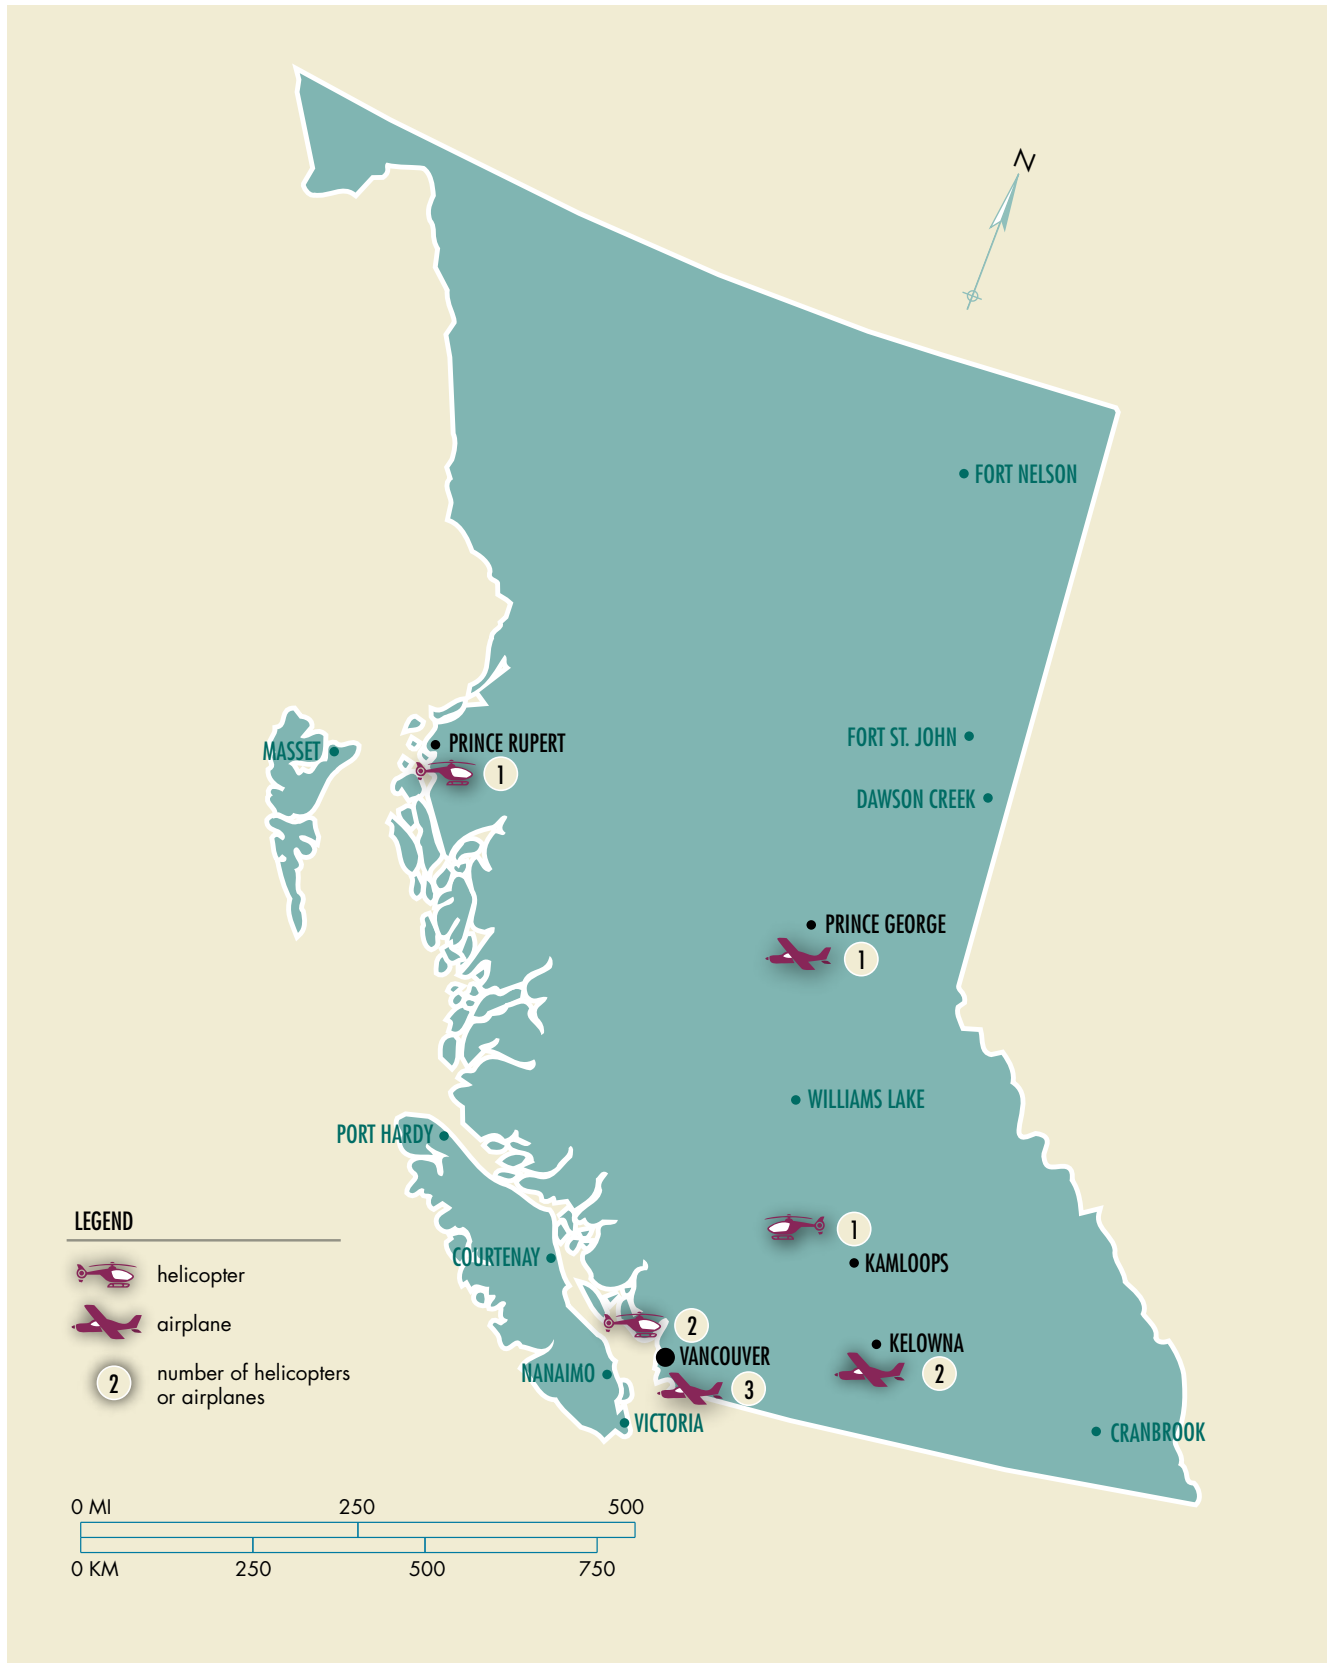 N
FORT NELSON
FORT ST. JOHN
MASSET
PRINCE RUPERT
1
DAWSON CREEK
PRINCE GEORGE
1
WILLIAMS LAKE
PORT HARDY
LEGEND
helicopter
airplane
2
number of helicopters
or airplanes
1
KAMLOOPS
COURTENAY
2
VANCOUVER
3
KELOWNA
2
NANAIMO
VICTORIA
CRANBROOK
0 MI 250 500
0 KM 250 500 750